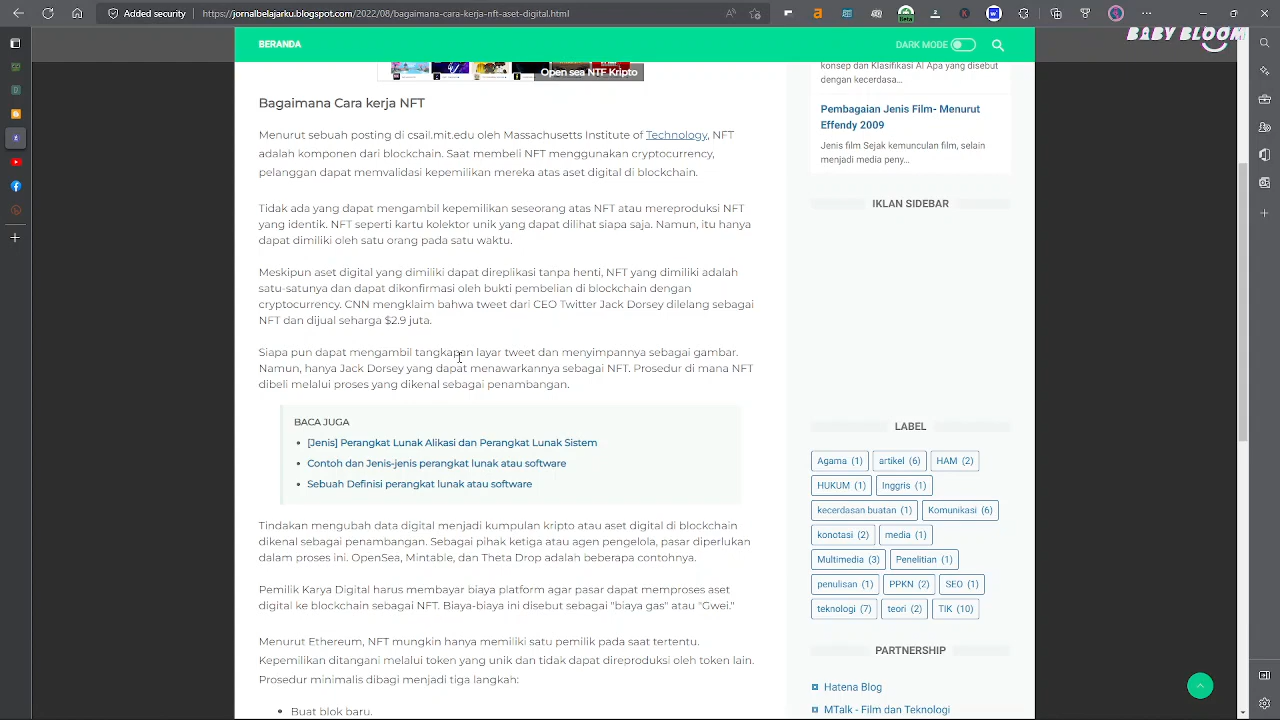 BERANDA
DARK MODE
Open sea NTF Kripto
Bagaimana Cara kerja NFT
Menurut sebuah posting di csail.mit.edu oleh Massachusetts Institute of Technology, NFT
adalah komponen dari blockchain. Saat membeli NFT menggunakan cryptocurrency,
pelanggan dapat memvalidasi kepemilikan mereka atas aset digital di blockchain.
Tidak ada yang dapat mengambil kepemilikan seseorang atas NFT atau mereproduksi NFT
yang identik. NFT seperti kartu kolektor unik yang dapat dilihat siapa saja. Namun, itu hanya
dapat dimiliki oleh satu orang pada satu waktu.
Meskipun aset digital yang dimiliki dapat direplikasi tanpa henti, NFT yang dimiliki adalah
satu-satunya dan dapat dikonfirmasi oleh bukti pembelian di blockchain dengan
cryptocurrency. CNN mengklaim bahwa tweet dari CEO Twitter Jack Dorsey dilelang sebagai
NFT dan dijual seharga $2.9 juta.
Siapa pun dapat mengambil tangkapan layar tweet dan menyimpannya sebagai gambar.
Namun, hanya Jack Dorsey yang dapat menawarkannya sebagai NFT. Prosedur di mana NFT
dibeli melalui proses yang dikenal sebagai penambangan.
BACA JUGA
• [Jenis] Perangkat Lunak Alikasi dan Perangkat Lunak Sistem
• Contoh dan Jenis-jenis perangkat lunak atau software
• Sebuah Definisi perangkat lunak atau software
Tindakan mengubah data digital menjadi kumpulan kripto atau aset digital di blockchain
dikenal sebagai penambangan. Sebagai pihak ketiga atau agen pengelola, pasar diperlukan
dalam proses ini. OpenSea, Mintable, dan Theta Drop adalah beberapa contohnya.
Pemilik Karya Digital harus membayar biaya platform agar pasar dapat memproses aset
digital ke blockchain sebagai NFT. Biaya-biaya ini disebut sebagai "biaya gas" atau "Gwei."
Menurut Ethereum, NFT mungkin hanya memiliki satu pemilik pada saat tertentu.
Kepemilikan ditangani melalui token yang unik dan tidak dapat direproduksi oleh token lain.
Prosedur minimalis dibagi menjadi tiga langkah:
• Buat blok baru.
konsep dan Klasifikasi AI Apa yang disebut
dengan kecerdasa...
Pembagaian Jenis Film- Menurut
Effendy 2009
Jenis film Sejak kemunculan film, selain
menjadi media peny...
IKLAN SIDEBAR
LABEL
Agama (1) artikel (6) HAM (2)
HUKUM (1) Inggris (1)
kecerdasan buatan (1) Komunikasi (6)
konotasi (2) media (1)
Multimedia (3) Penelitian (1)
penulisan (1) PPKN (2) SEO (1)
teknologi (7) teori (2) TIK (10)
PARTNERSHIP
Hatena Blog
MTalk - Film dan Teknologi